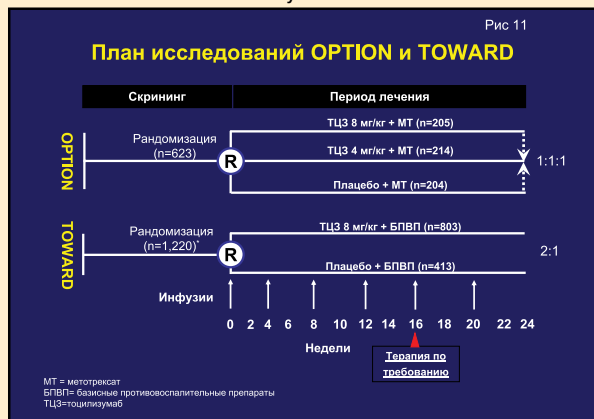 Рис 11
План исследований OPTION и TOWARD
Скрининг
Период лечения
OPTION
Рандомизация
(n=623)
R
ТЦЗ 8 мг/кг + МТ (n=205)
ТЦЗ 4 мг/кг + МТ (n=214)
Плацебо + МТ (n=204)
1:1:1
TOWARD
Рандомизация
(n=1,220)*
R
ТЦЗ 8 мг/кг + БПВП (n=803)
Плацебо + БПВП (n=413)
2:1
Инфузии
0 2 4 6 8 10 12 14 16 18 20 22 24
Недели
Терапия по
требованию
МТ = метотрексат
БПВП= базисные противовоспалительные препараты
ТЦЗ=тоцилизумаб